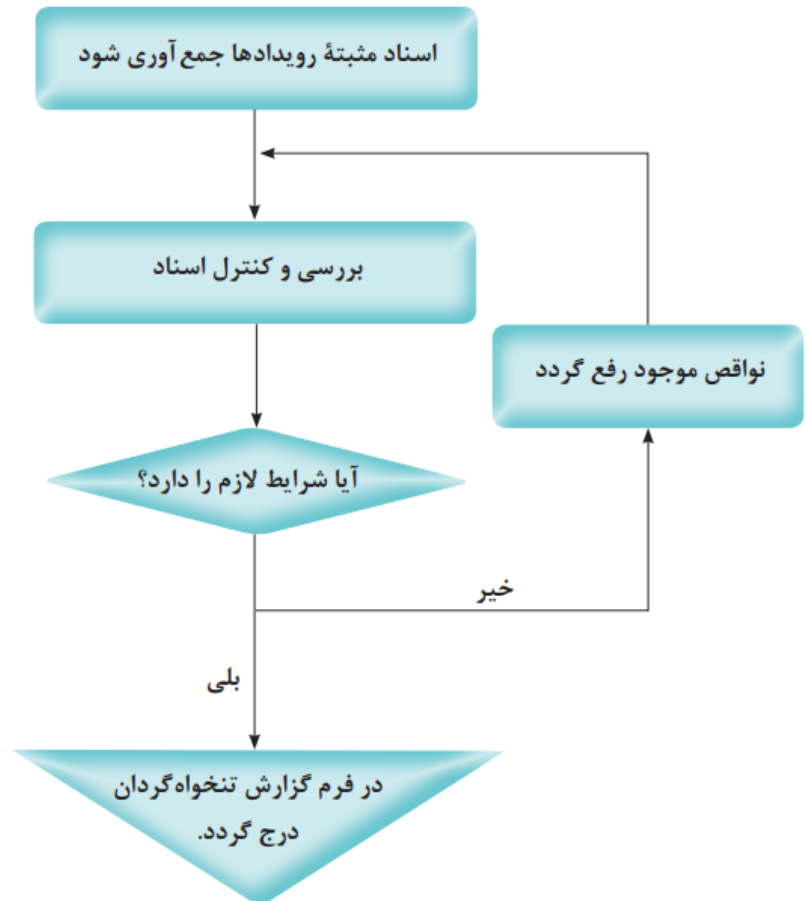 اسناد مثبتهٔ رویدادها جمع‌آوری شود
بررسی و کنترل اسناد
نواقص موجود رفع گردد
آیا شرایط لازم را دارد؟
خیر
بلی
در فرم گزارش تنخواه‌گردان
درج گردد.